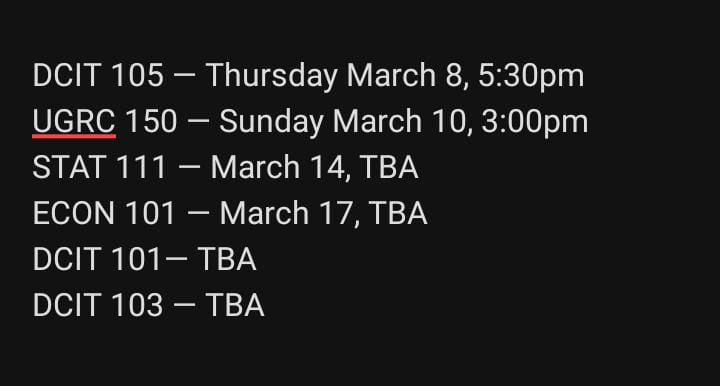 DCIT 105 — Thursday March 8, 5:30pm
UGRC 150 — Sunday March 10, 3:00pm
STAT 111 — March 14, TBA
ECON 101 — March 17, TBA
DCIT 101— TBA
DCIT 103 — TBA